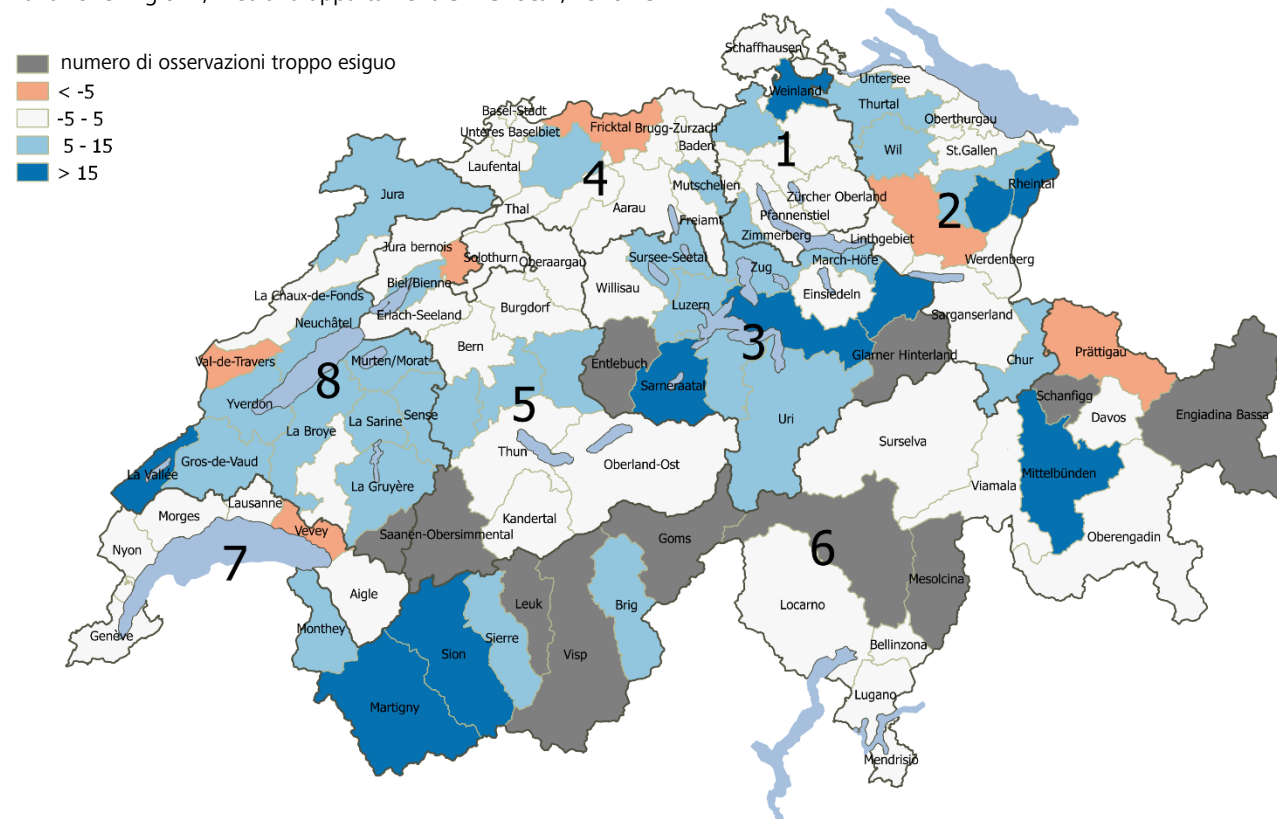 numero di osservazioni troppo esiguo
< -5
-5 - 5
5 - 15
> 15
Schaffhausen
Weinland
Untersee
Thurtal
Basel-Stadt
Oberthurgau
Unteres Baselbiet
Fricktal
Brugg-Zurzach
Baden
1
Wil
St.Gallen
Laufental
4
Mutschellen
Rheintal
Jura
Zürcher Oberland
2
Thal
Aarau
Freiamt
Pfannenstiel
Zimmerberg
Linthgebiet
Jura bernois
Solothurn
Oberaargau
Sursee-Seetal
Zug
March-Höfe
Werdenberg
Biel/Bienne
Willisau
Einsiedeln
La Chaux-de-Fonds
Erlach-Seeland
Burgdorf
Luzern
Sarganserland
Neuchâtel
Bern
3
Val-de-Travers
Murten/Morat
Entlebuch
Glarner Hinterland
Chur
Prättigau
8
Sarneraatal
Schanfigg
Yverdon
La Sarine
Sense
5
Uri
Davos
Engiadina Bassa
La Broye
Surselva
Gros-de-Vaud
Thun
Oberland-Ost
La Vallée
Mittelbünden
La Gruyère
Viamala
Lausanne
Morges
Kandertal
Vevey
Saanen-Obersimmental
Goms
Oberengadin
Nyon
7
6
Mesolcina
Aigle
Leuk
Brig
Locarno
Genève
Monthey
Sierre
Bellinzona
Sion
Visp
Martigny
Lugano
Mendrisio